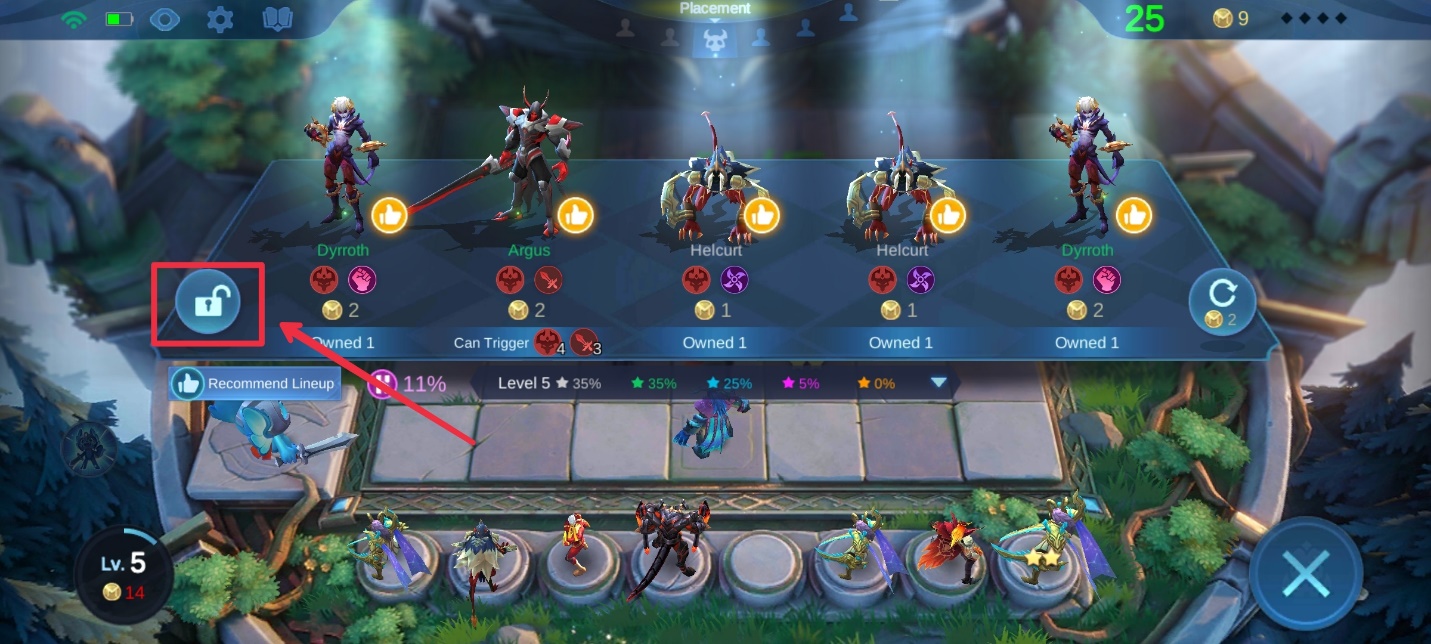 Placement
25
9
Dyrroth
Argus
Helcurt
Helcurt
Dyrroth
2
2
1
1
2
2
Owned 1
Can Trigger 4 3
Owned 1
Owned 1
Owned 1
Recommend Lineup
11%
Level 5 35% 35% 25% 5% 0%
Lv. 5
14